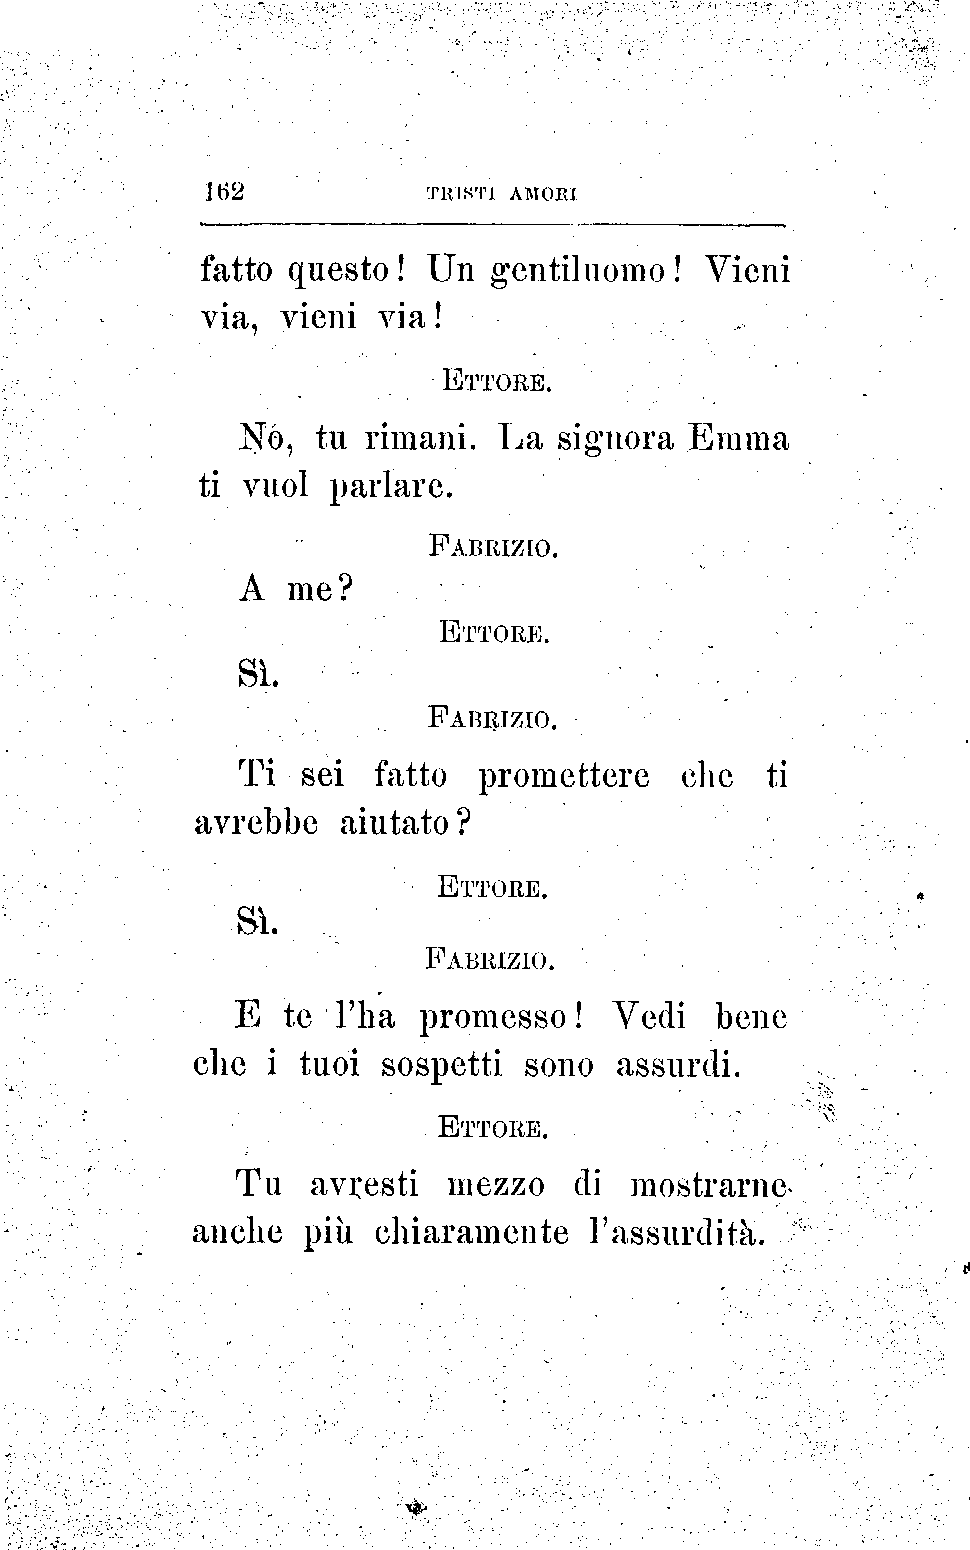 162 TRISTI AMORI
fatto questo! Un gentiluomo! Vieni
via, vieni via!
ETTORE.
No, tu rimani. La signora Emma
ti vuol parlare.
FABRIZIO.
A me?
ETTORE.
Sì.
FABRIZIO.
Ti sei fatto promettere che ti
avrebbe aiutato?
ETTORE.
Sì.
FABRIZIO.
E te l'ha promesso! Vedi bene
che i tuoi sospetti sono assurdi.
ETTORE.
Tu avresti mezzo di mostrarne
anche più chiaramente l'assurdità.